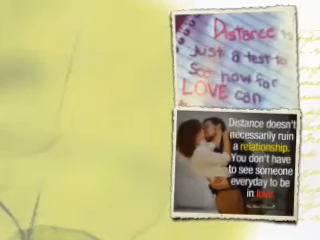 Distance is
just a test to
see how far
LOVE can
Distance doesn't
necessarily ruin
a relationship.
You don't have
to see someone
everyday to be
in love.